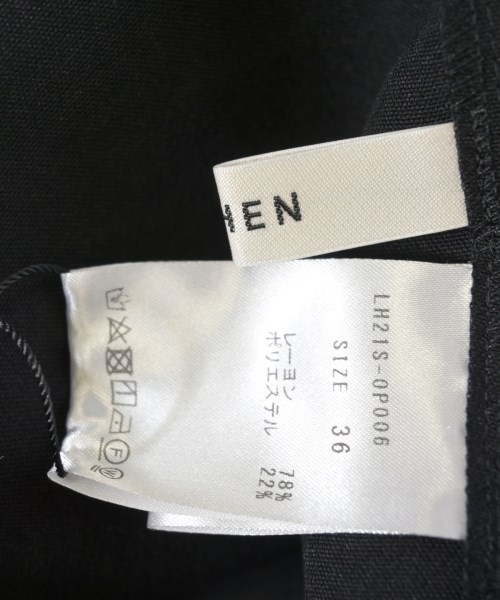 N
E
LH21S-OP006
SIZE 36
レーヨン 78%
ポリエステル 22%
F